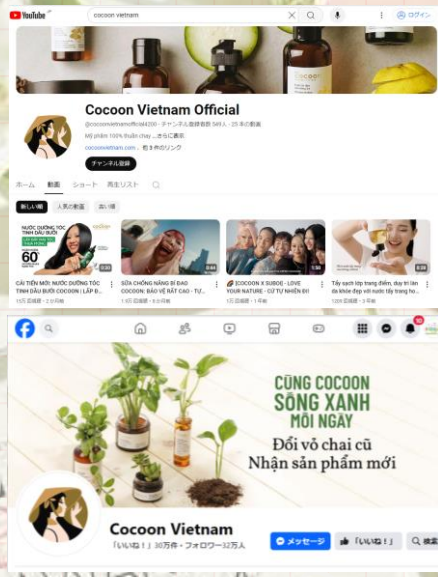 YouTube
cocoon vietnam
ログイン
Cocoon Vietnam Official
@cocoonvietnamofficial4200・チャンネル登録者数 549人・25 本の動画
Mỹ phẩm 100% thuần chay ...さらに表示
cocoonvietnam.com、他 3 件のリンク
チャンネル登録
ホーム 動画 ショート 再生リスト
新しい順 人気の動画 古い順
NƯỚC DƯỠNG TÓC
TINH DẦU BƯỞI
60
CẢI TIẾN MỚI: NƯỚC DƯỠNG TÓC
TINH DẦU BƯỞI COCOON | LẤP Đ...
SỮA CHỐNG NẮNG BÍ ĐAO
COCOON: BẢO VỆ RẤT CAO - TỰ...
[COCOON X SUBOI] - LOVE
YOUR NATURE - CỨ TỰ NHIÊN ĐI!
Tẩy sạch lớp trang điểm, duy trì làn
da khỏe đẹp với nước tẩy trang ho...
CÙNG COCOON
SỐNG XANH
MỖI NGÀY
Đổi vỏ chai cũ
Nhận sản phẩm mới
Cocoon Vietnam
「いいね！」30万件・フォロワー32万人
メッセージ 「いいね！」 検索